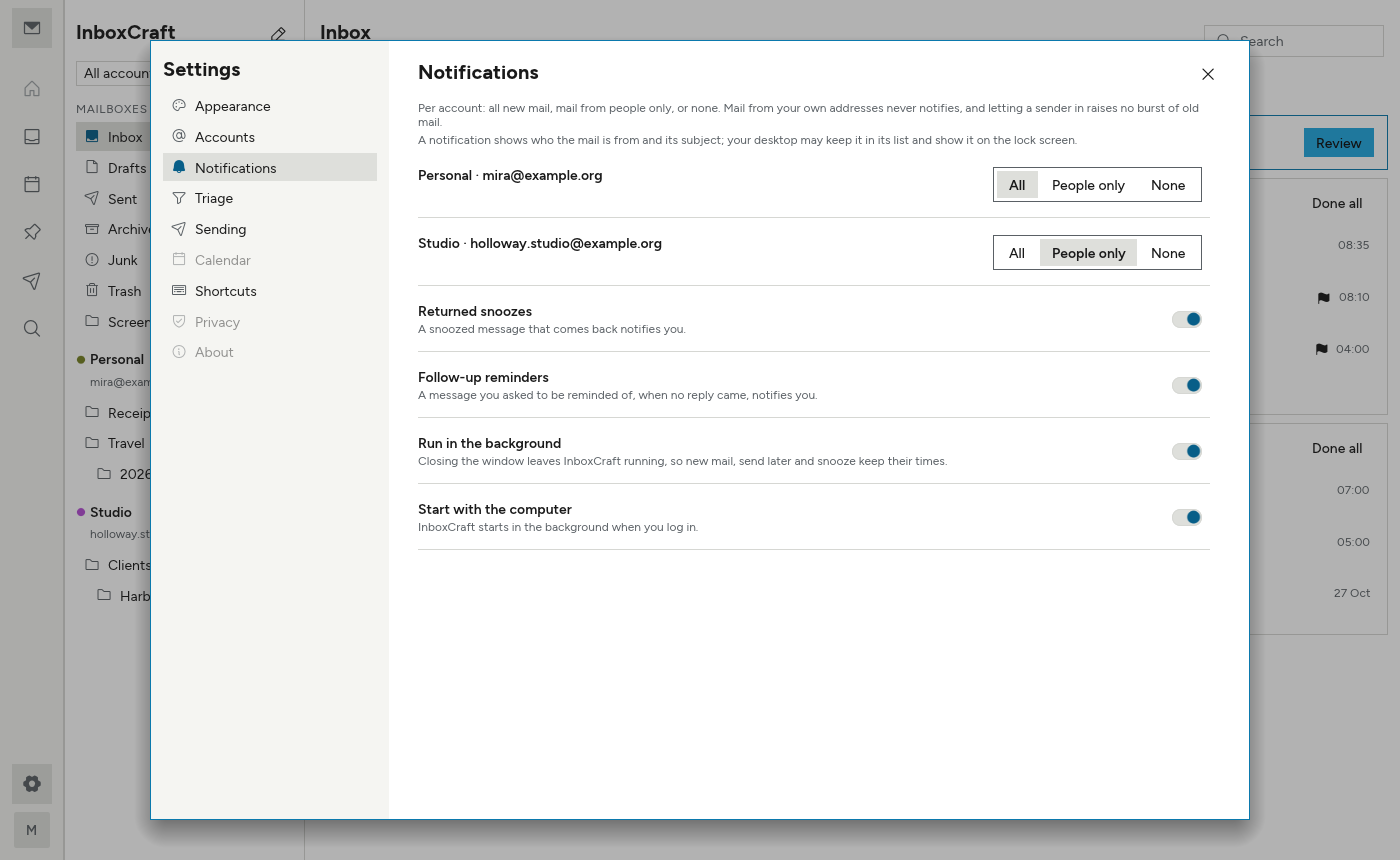 InboxCraft
All accoun
MAILBOXES
Inbox
Drafts
Sent
Archive
Junk
Trash
Screen
Personal
mira@exam
Receip
Travel
2026
Studio
holloway.st
Clients
Harb
M
Inbox
Search
Review
Done all
08:35
08:10
04:00
Done all
07:00
05:00
27 Oct
Settings
Appearance
Accounts
Notifications
Triage
Sending
Calendar
Shortcuts
Privacy
About
Notifications
Per account: all new mail, mail from people only, or none. Mail from your own addresses never notifies, and letting a sender in raises no burst of old
mail.
A notification shows who the mail is from and its subject; your desktop may keep it in its list and show it on the lock screen.
Personal · mira@example.org
All People only None
Studio · holloway.studio@example.org
All People only None
Returned snoozes
A snoozed message that comes back notifies you.
Follow-up reminders
A message you asked to be reminded of, when no reply came, notifies you.
Run in the background
Closing the window leaves InboxCraft running, so new mail, send later and snooze keep their times.
Start with the computer
InboxCraft starts in the background when you log in.